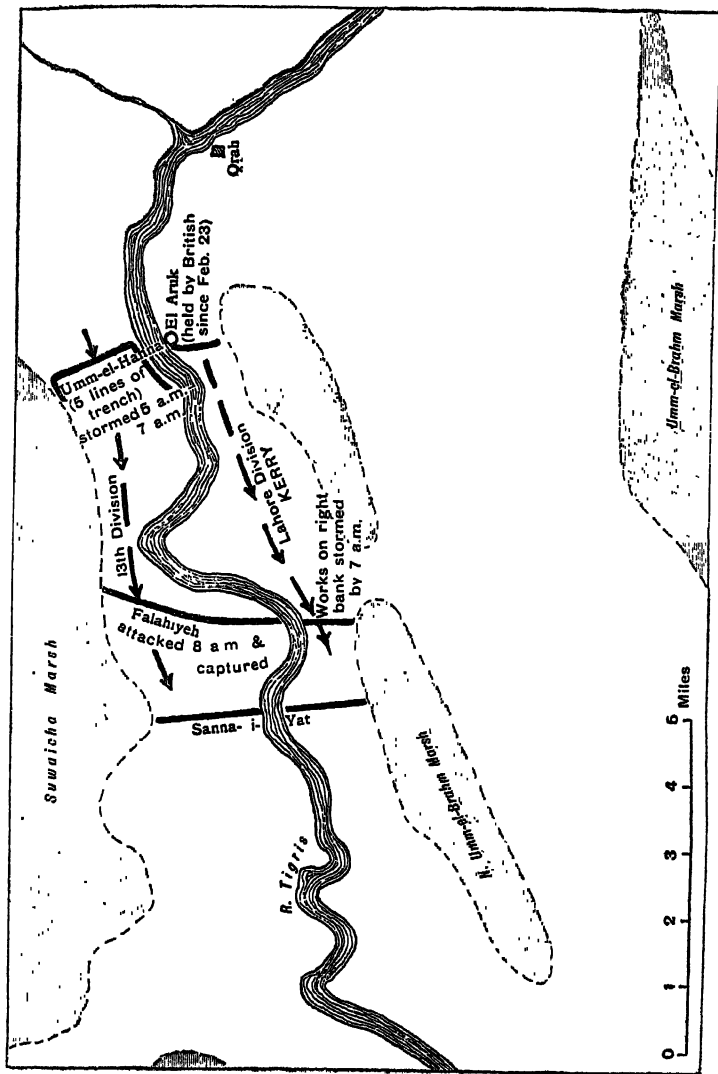 Suwaicha Marsh
Umm-el-Hanna
(5 lines of
trench)
stormed 5 a.m.
7 a.m.
13th Division
El Aruk
(held by British
since Feb. 23)
Qrah
Lahore Division
KERRY
Works on right
bank stormed
by 7 a.m.
Falahiyeh
attacked 8 a m &
captured
Sanna-i-Yat
R. Tigris
N. Umm-el-Brahm Marsh
Umm-el-Brahm Marsh
0 1 2 3 4 5
Miles